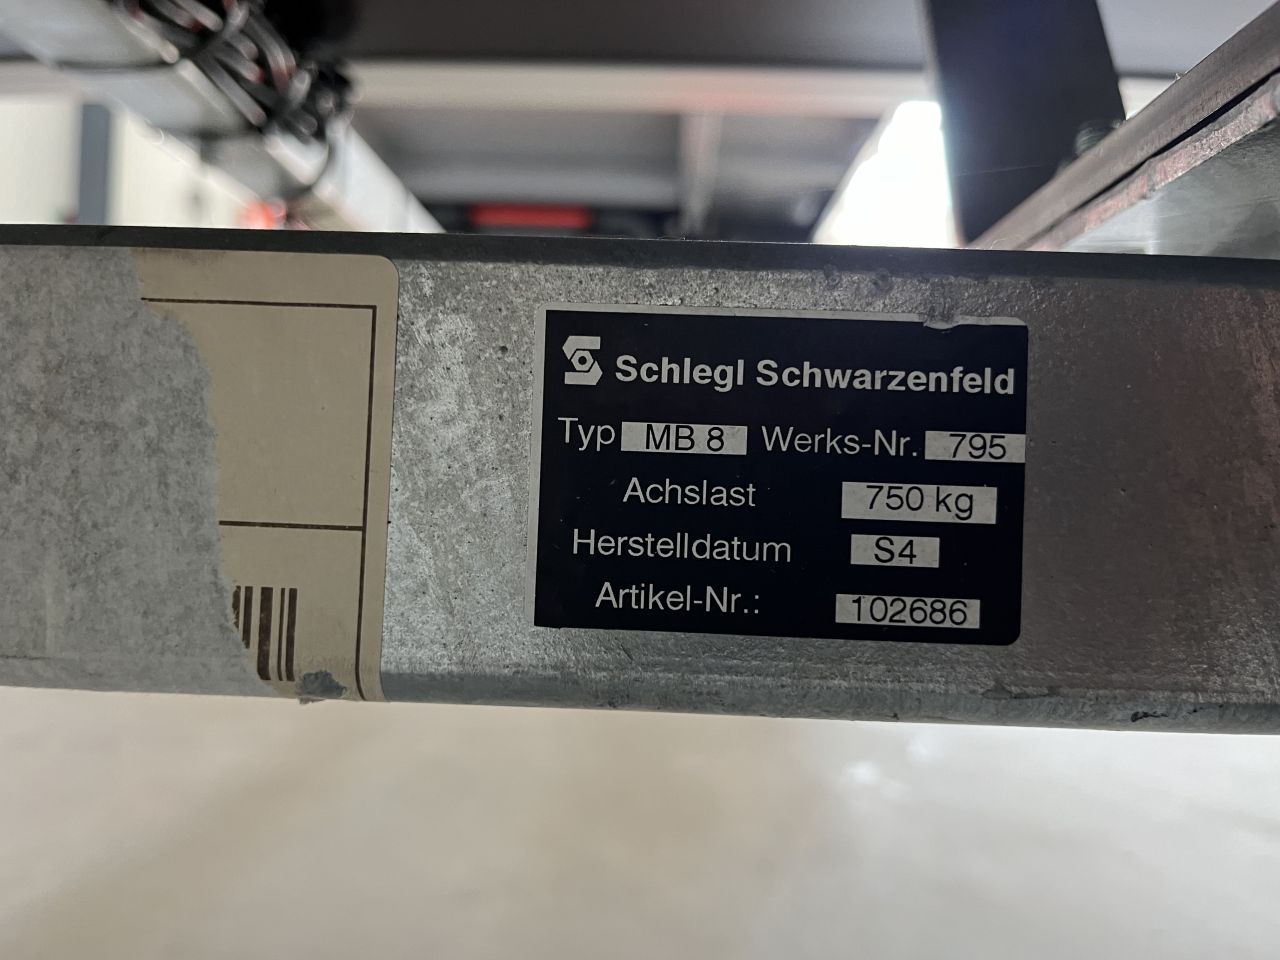 Schlegl Schwarzenfeld
Typ MB 8 Werks-Nr. 795
Achslast 750 kg
Herstelldatum S4
Artikel-Nr.: 102686